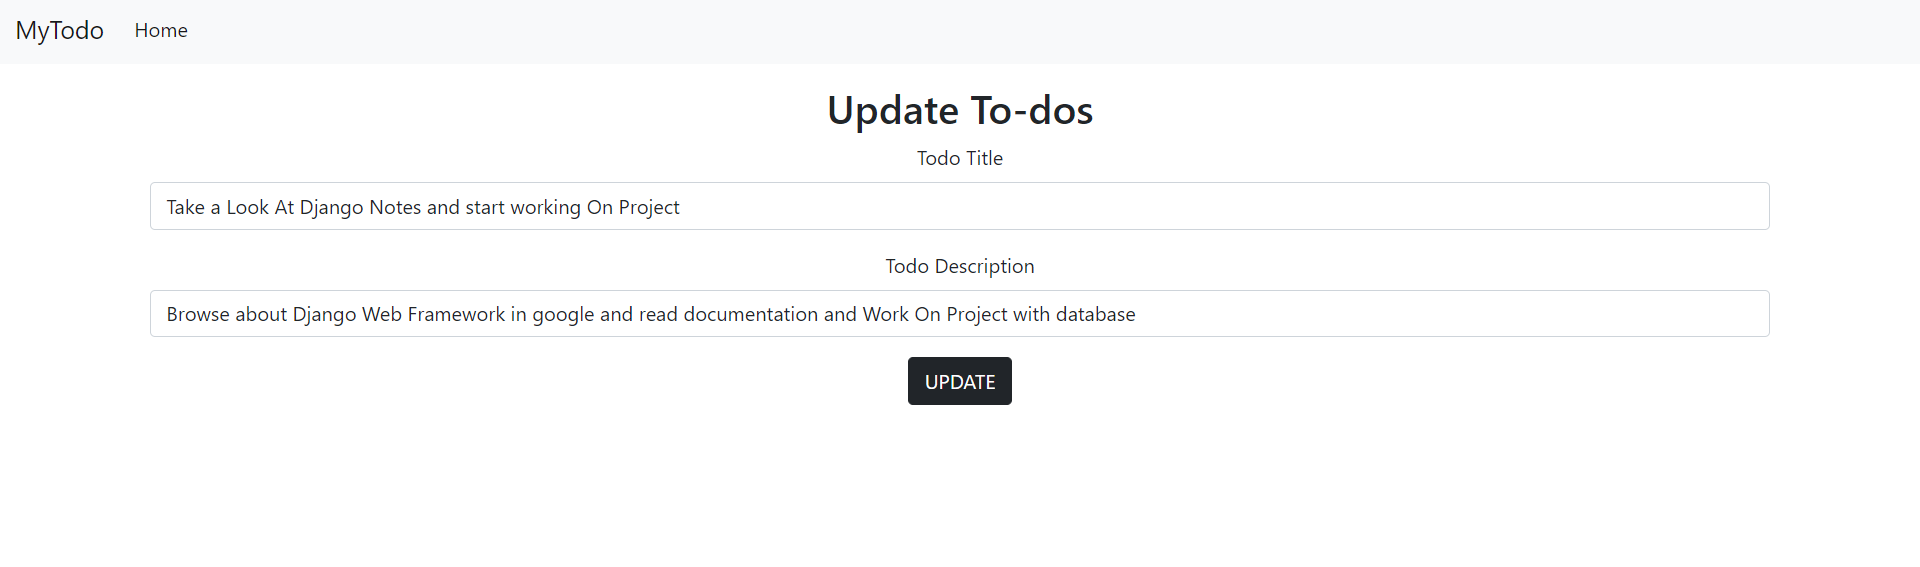 MyTodo Home
Update To-dos
Todo Title
Take a Look At Django Notes and start working On Project
Todo Description
Browse about Django Web Framework in google and read documentation and Work On Project with database
UPDATE